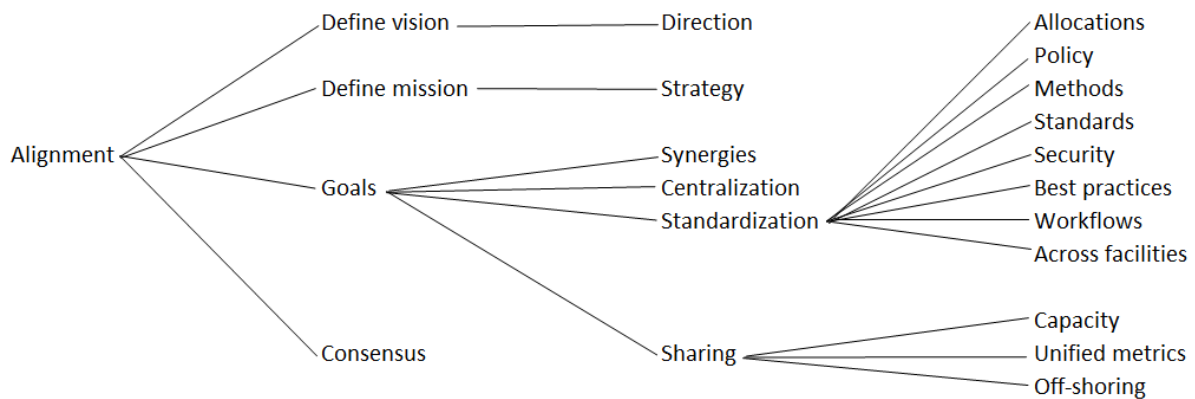 Define vision Direction Allocations
Policy
Define mission Strategy Methods
Standards
Alignment Synergies Security
Goals Centralization Best practices
Standardization Workflows
Across facilities
Capacity
Consensus Sharing Unified metrics
Off-shoring